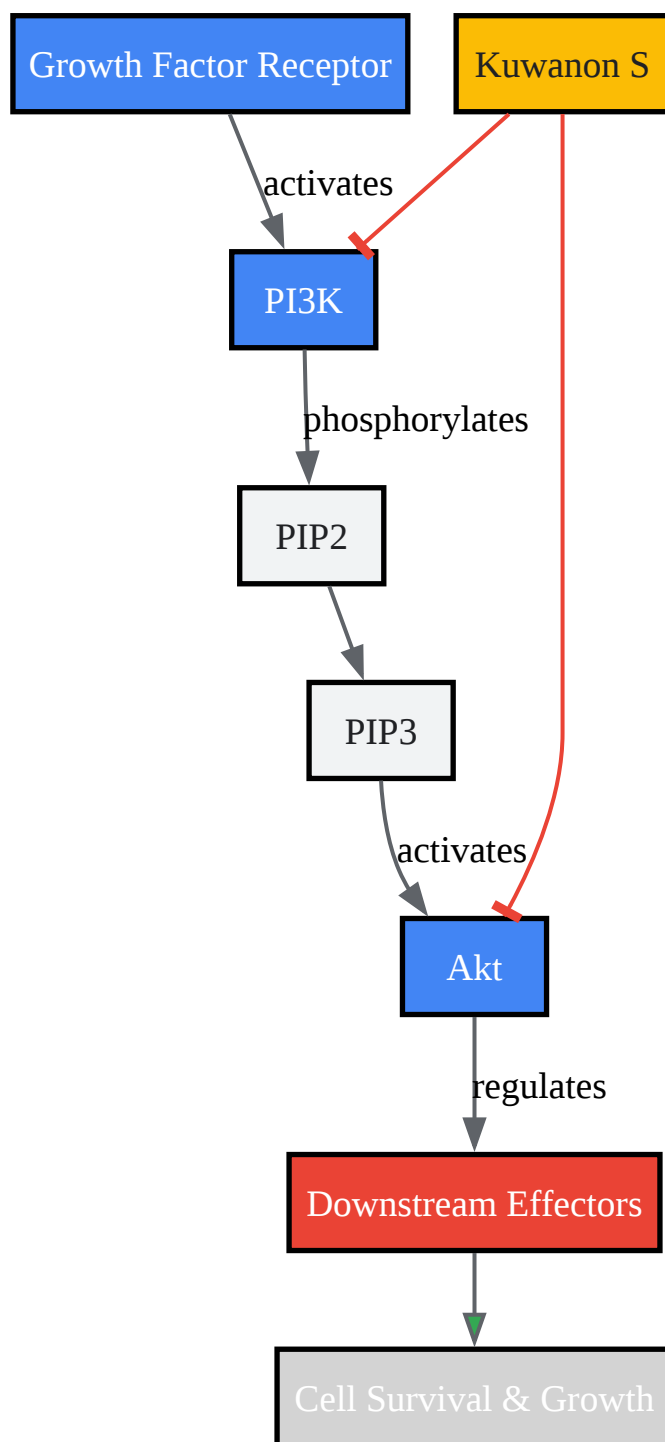 Growth Factor Receptor
Kuwanon S
activates
PI3K
phosphorylates
PIP2
PIP3
activates
Akt
regulates
Downstream Effectors
Cell Survival & Growth